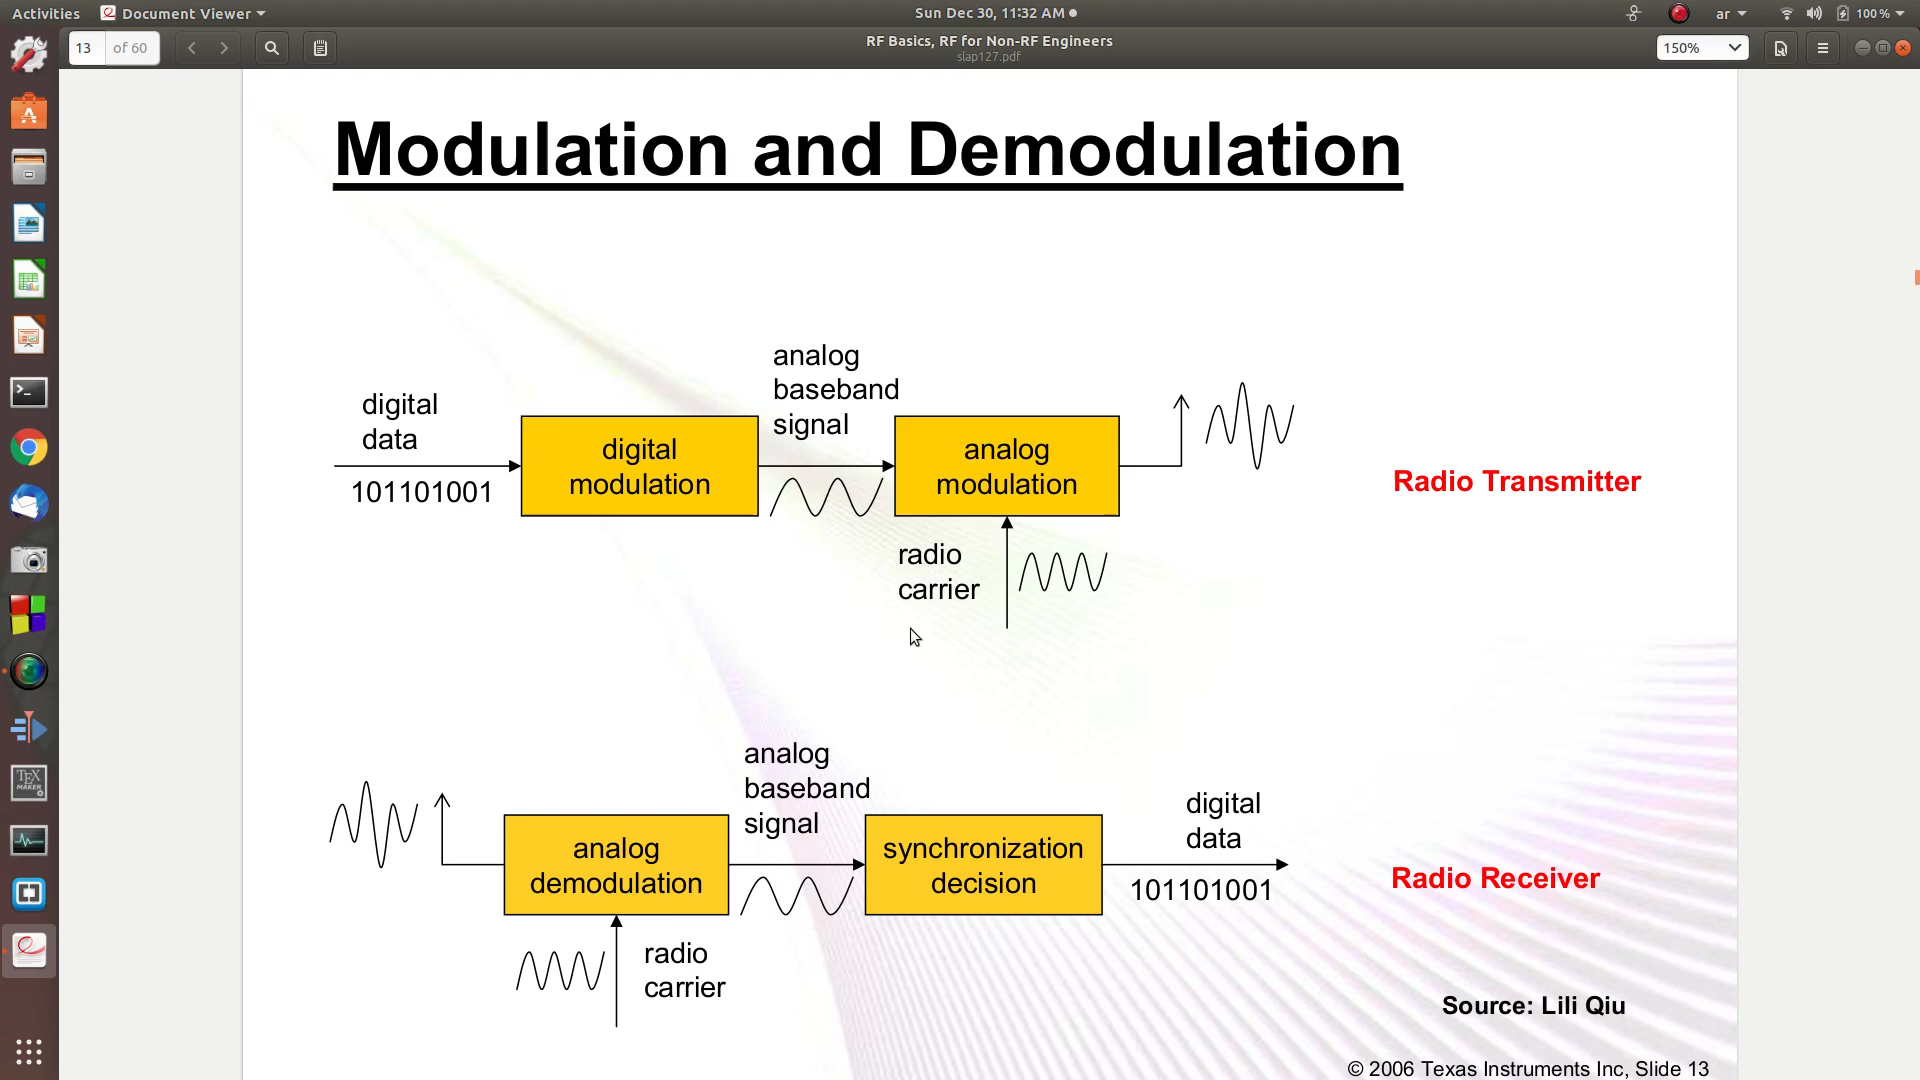 Activities
Document Viewer
Sun Dec 30, 11:32 AM
ar
100 %
13
of 60
RF Basics, RF for Non-RF Engineers
slap127.pdf
150%
Modulation and Demodulation
digital
data
101101001
digital
modulation
analog
baseband
signal
analog
modulation
radio
carrier
Radio Transmitter
analog
demodulation
radio
carrier
analog
baseband
signal
synchronization
decision
digital
data
101101001
Radio Receiver
Source: Lili Qiu
© 2006 Texas Instruments Inc, Slide 13
TEX
MAKER